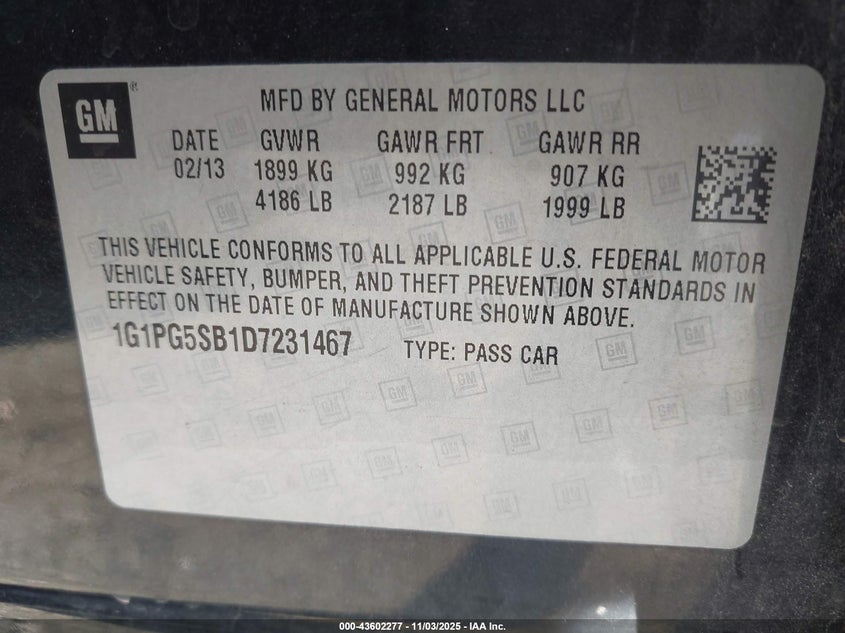 GM
MFD BY GENERAL MOTORS LLC
DATE GVWR GAWR FRT GAWR RR
02/13 1899 KG 992 KG 907 KG
4186 LB 2187 LB 1999 LB
THIS VEHICLE CONFORMS TO ALL APPLICABLE U.S. FEDERAL MOTOR
VEHICLE SAFETY, BUMPER, AND THEFT PREVENTION STANDARDS IN
EFFECT ON THE DATE OF MANUFACTURE SHOWN ABOVE.
1G1PG5SB1D7231467 TYPE: PASS CAR
000-43602277 - 11/03/2025 - IAA Inc.